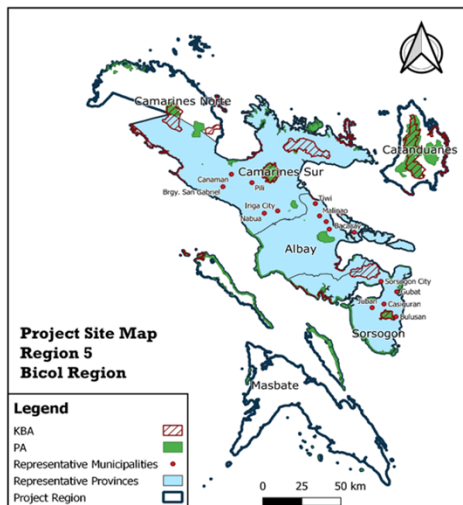 Camarines Norte
Catanduanes
Camarines Sur
Canaman
Pili
Brgy. San Gabriel
Iriga City
Nabua
Tiwi
Malinao
Bacacay
Albay
Sorsogon City
Gubat
Juban
Casiguran
Bulusan
Sorsogon
Masbate
Project Site Map
Region 5
Bicol Region
Legend
KBA
PA
Representative Municipalities
Representative Provinces
Project Region
0 25 50 km